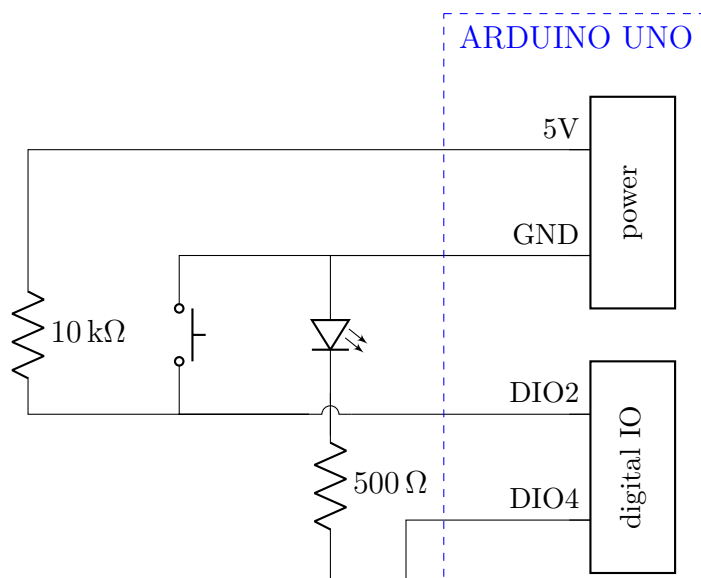 ARDUINO UNO
5V
GND
power
10 kΩ
DIO2
500 Ω
DIO4
digital IO